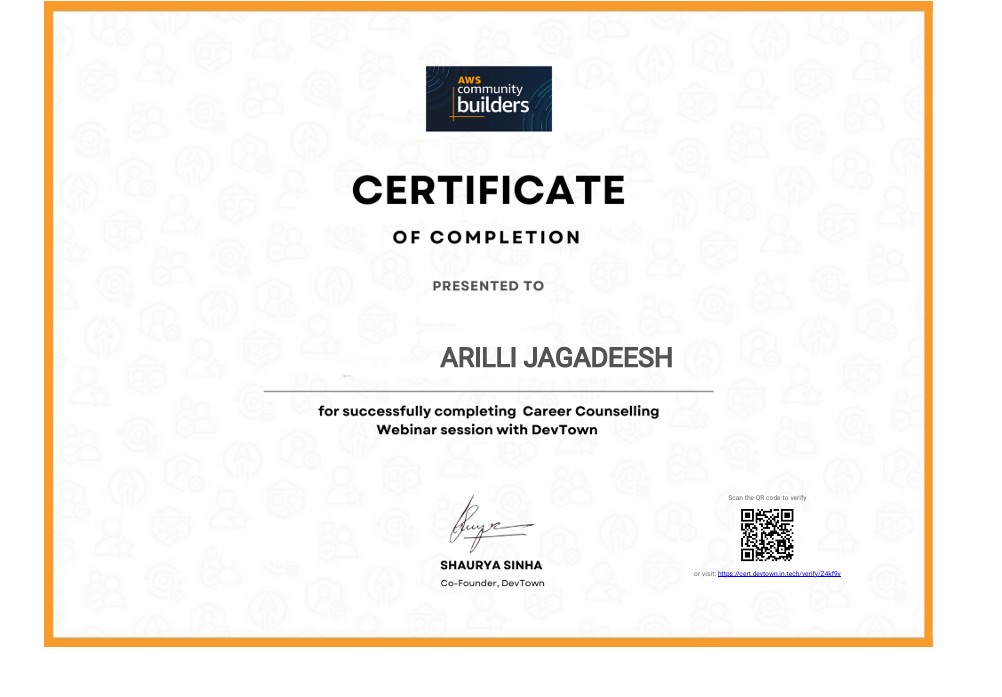 AWS
community
builders
CERTIFICATE
OF COMPLETION
PRESENTED TO
ARILLI JAGADEESH
for successfully completing Career Counselling
Webinar session with DevTown
SHAURYA SINHA
Co-Founder, DevTown
Scan the QR code to verify
or visit: https://cert.devtown.in.tech/verify/Z4kf9v